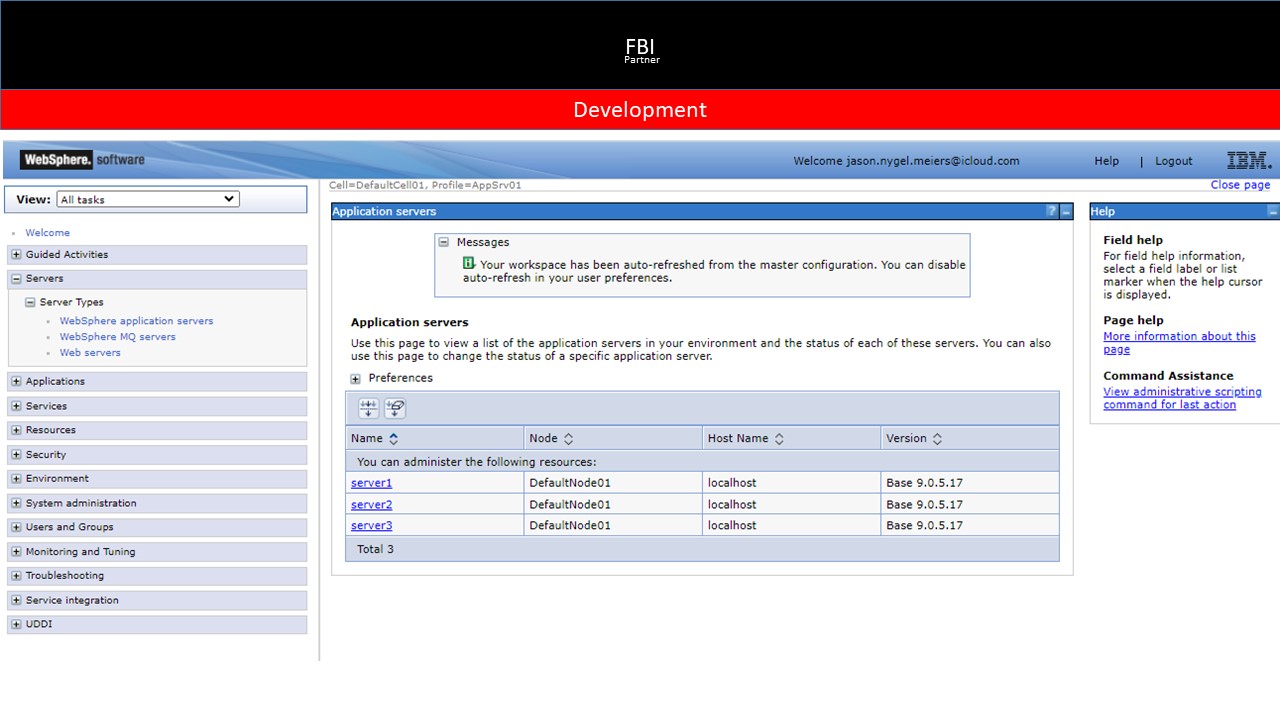 FBI
Partner
Development
WebSphere. software
Welcome jason.nygel.meiers@icloud.com
Help | Logout
IBM.
View: All tasks
Cell=DefaultCell01, Profile=AppSrv01
Close page
Welcome
Guided Activities
Servers
Server Types
WebSphere application servers
WebSphere MQ servers
Web servers
Applications
Services
Resources
Security
Environment
System administration
Users and Groups
Monitoring and Tuning
Troubleshooting
Service integration
UDDI
Application servers
?
Messages
Your workspace has been auto-refreshed from the master configuration. You can disable
auto-refresh in your user preferences.
Application servers
Use this page to view a list of the application servers in your environment and the status of each of these servers. You can also
use this page to change the status of a specific application server.
Preferences
Name Node Host Name Version
You can administer the following resources:
server1 DefaultNode01 localhost Base 9.0.5.17
server2 DefaultNode01 localhost Base 9.0.5.17
server3 DefaultNode01 localhost Base 9.0.5.17
Total 3
Help
Field help
For field help information,
select a field label or list
marker when the help cursor
is displayed.
Page help
More information about this
page
Command Assistance
View administrative scripting
command for last action